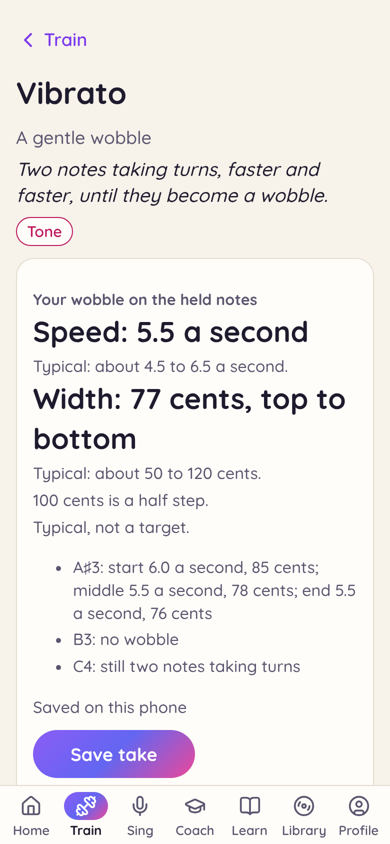 Train
Vibrato
A gentle wobble
Two notes taking turns, faster and
faster, until they become a wobble.
Tone
Your wobble on the held notes
Speed: 5.5 a second
Typical: about 4.5 to 6.5 a second.
Width: 77 cents, top to
bottom
Typical: about 50 to 120 cents.
100 cents is a half step.
Typical, not a target.
• A♯3: start 6.0 a second, 85 cents;
middle 5.5 a second, 78 cents; end 5.5
a second, 76 cents
• B3: no wobble
• C4: still two notes taking turns
Saved on this phone
Save take
Home Train Sing Coach Learn Library Profile